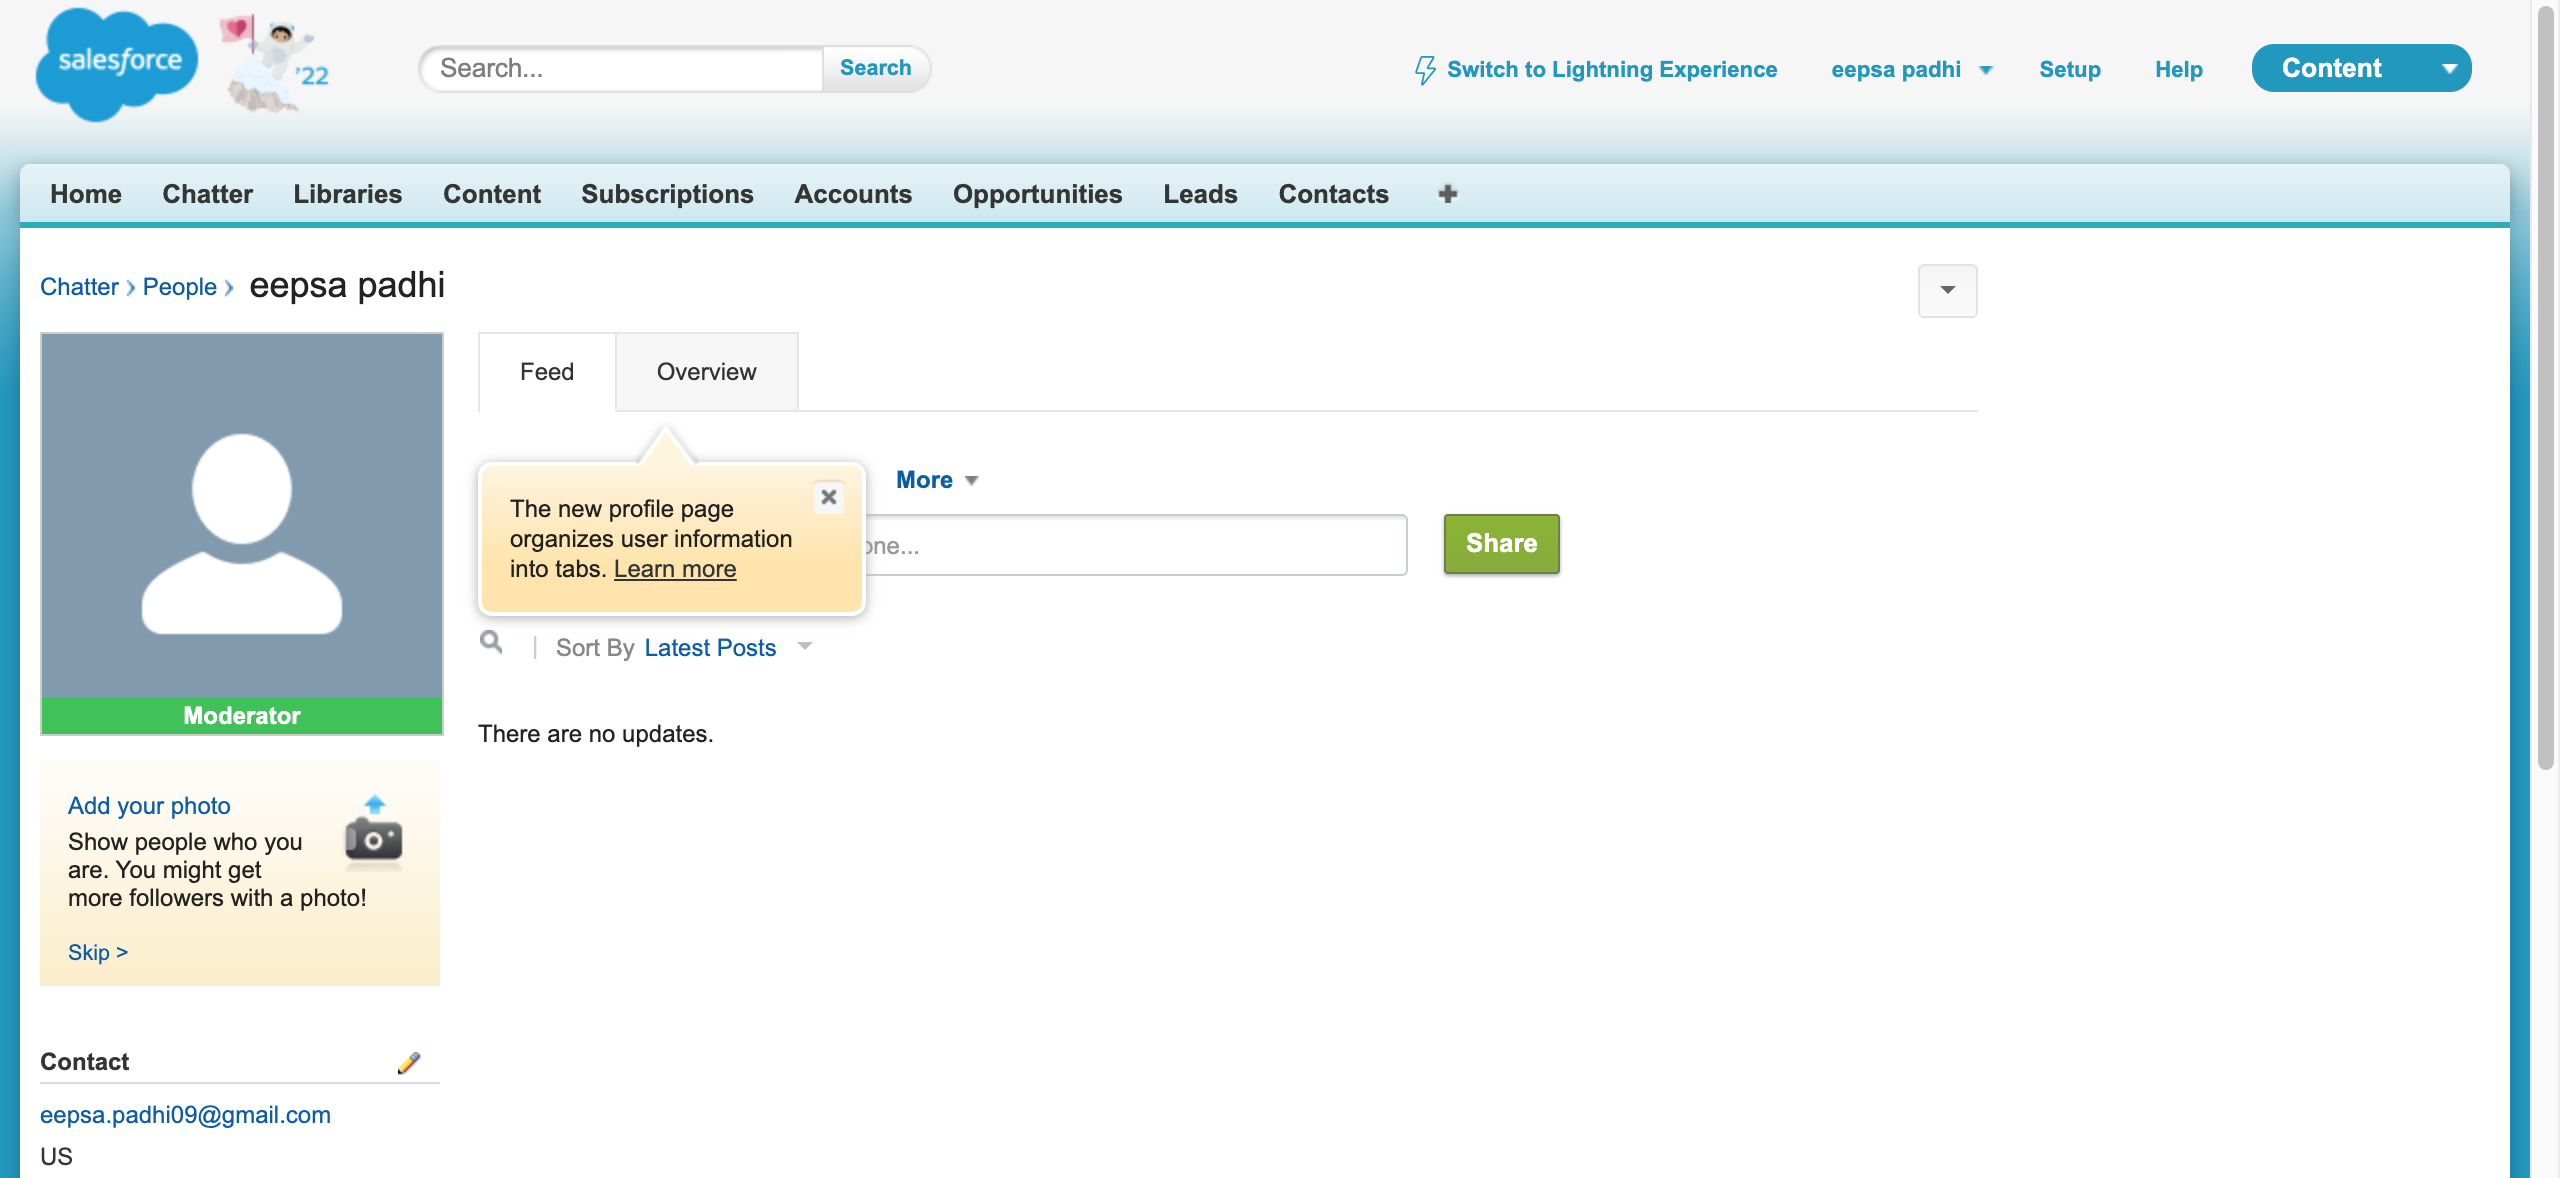 salesforce
'22
Search...
Search
Switch to Lightning Experience
eepsa padhi
Setup
Help
Content
Home Chatter Libraries Content Subscriptions Accounts Opportunities Leads Contacts
Chatter People eepsa padhi
Feed
Overview
More
The new profile page
organizes user information
into tabs. Learn more
one...
Share
Sort By Latest Posts
Moderator
There are no updates.
Add your photo
Show people who you
are. You might get
more followers with a photo!
Skip >
Contact
eepsa.padhi09@gmail.com
US